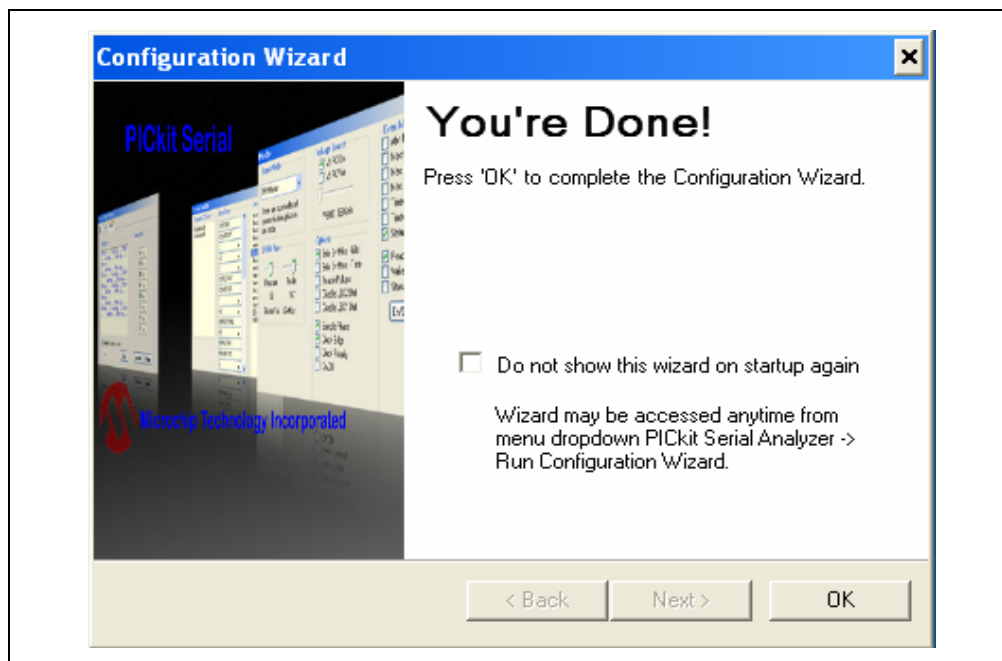 Configuration Wizard
PICkit Serial
Microchip Technology Incorporated
You're Done!
Press 'OK' to complete the Configuration Wizard.
Do not show this wizard on startup again
Wizard may be accessed anytime from
menu dropdown PICkit Serial Analyzer ->
Run Configuration Wizard.
< Back
Next >
OK